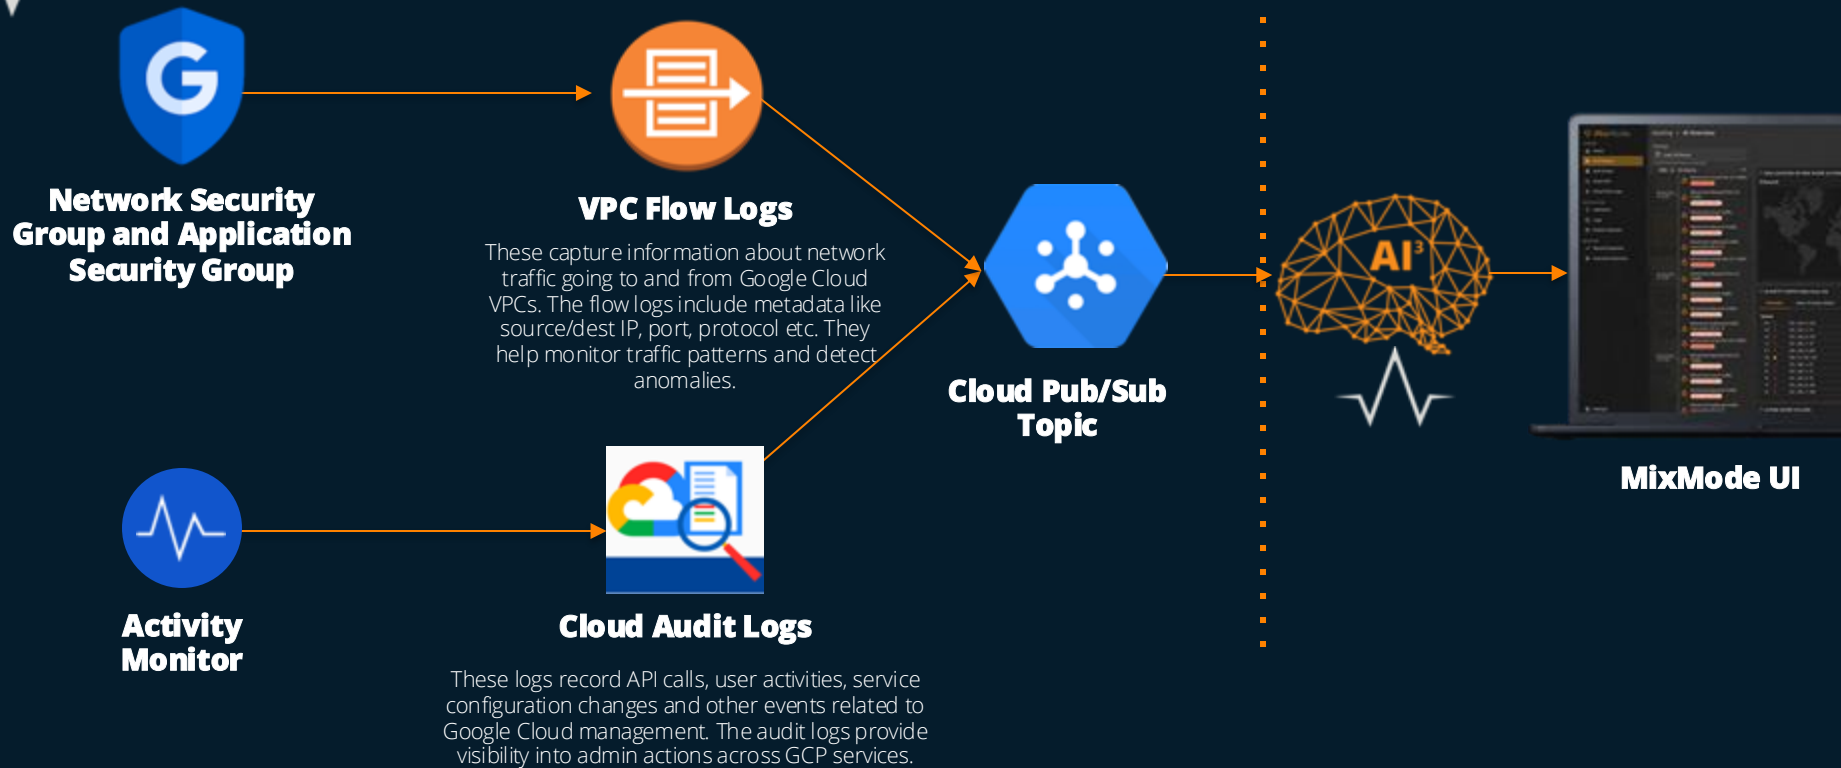 Network Security
Group and Application
Security Group
VPC Flow Logs
These capture information about network
traffic going to and from Google Cloud
VPCs. The flow logs include metadata like
source/dest IP, port, protocol etc. They
help monitor traffic patterns and detect
anomalies.
Cloud Pub/Sub
Topic
AI³
MixMode UI
Activity
Monitor
Cloud Audit Logs
These logs record API calls, user activities, service
configuration changes and other events related to
Google Cloud management. The audit logs provide
visibility into admin actions across GCP services.